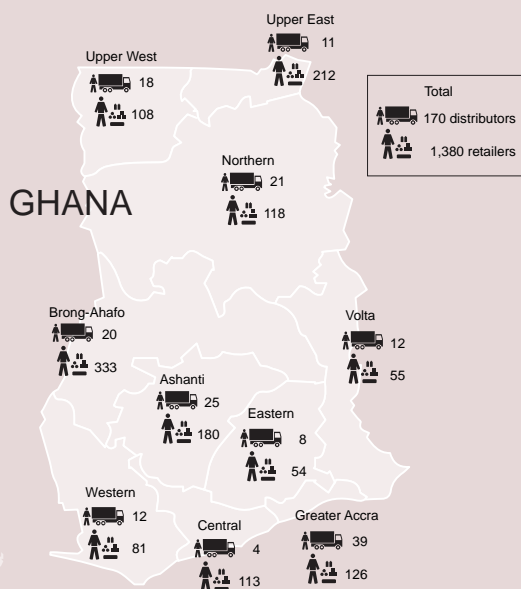 Upper East
11
212
Upper West
18
108
Total
170 distributors
1,380 retailers
Northern
21
118
GHANA
Brong-Ahafo
20
333
Volta
12
55
Ashanti
25
180
Eastern
8
54
Western
12
81
Central
4
113
Greater Accra
39
126